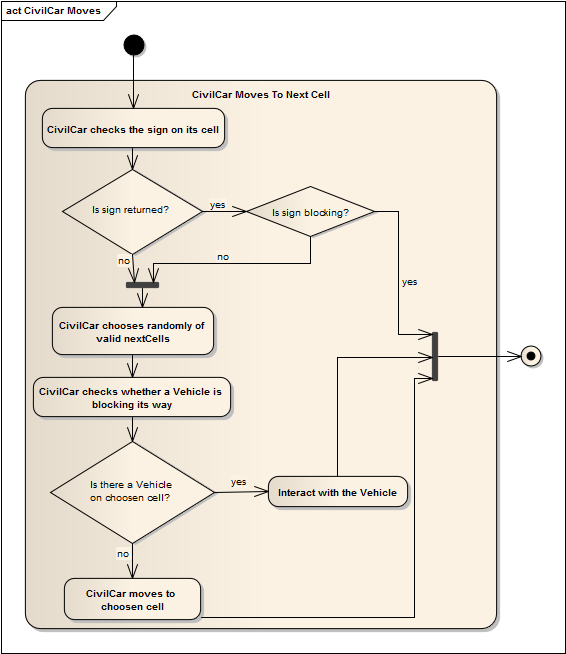 act CivilCar Moves
CivilCar Moves To Next Cell
CivilCar checks the sign on its cell
Is sign returned?
yes
Is sign blocking?
no
no
yes
CivilCar chooses randomly of
valid nextCells
CivilCar checks whether a Vehicle is
blocking its way
Is there a Vehicle
on choosen cell?
yes
Interact with the Vehicle
no
CivilCar moves to
choosen cell